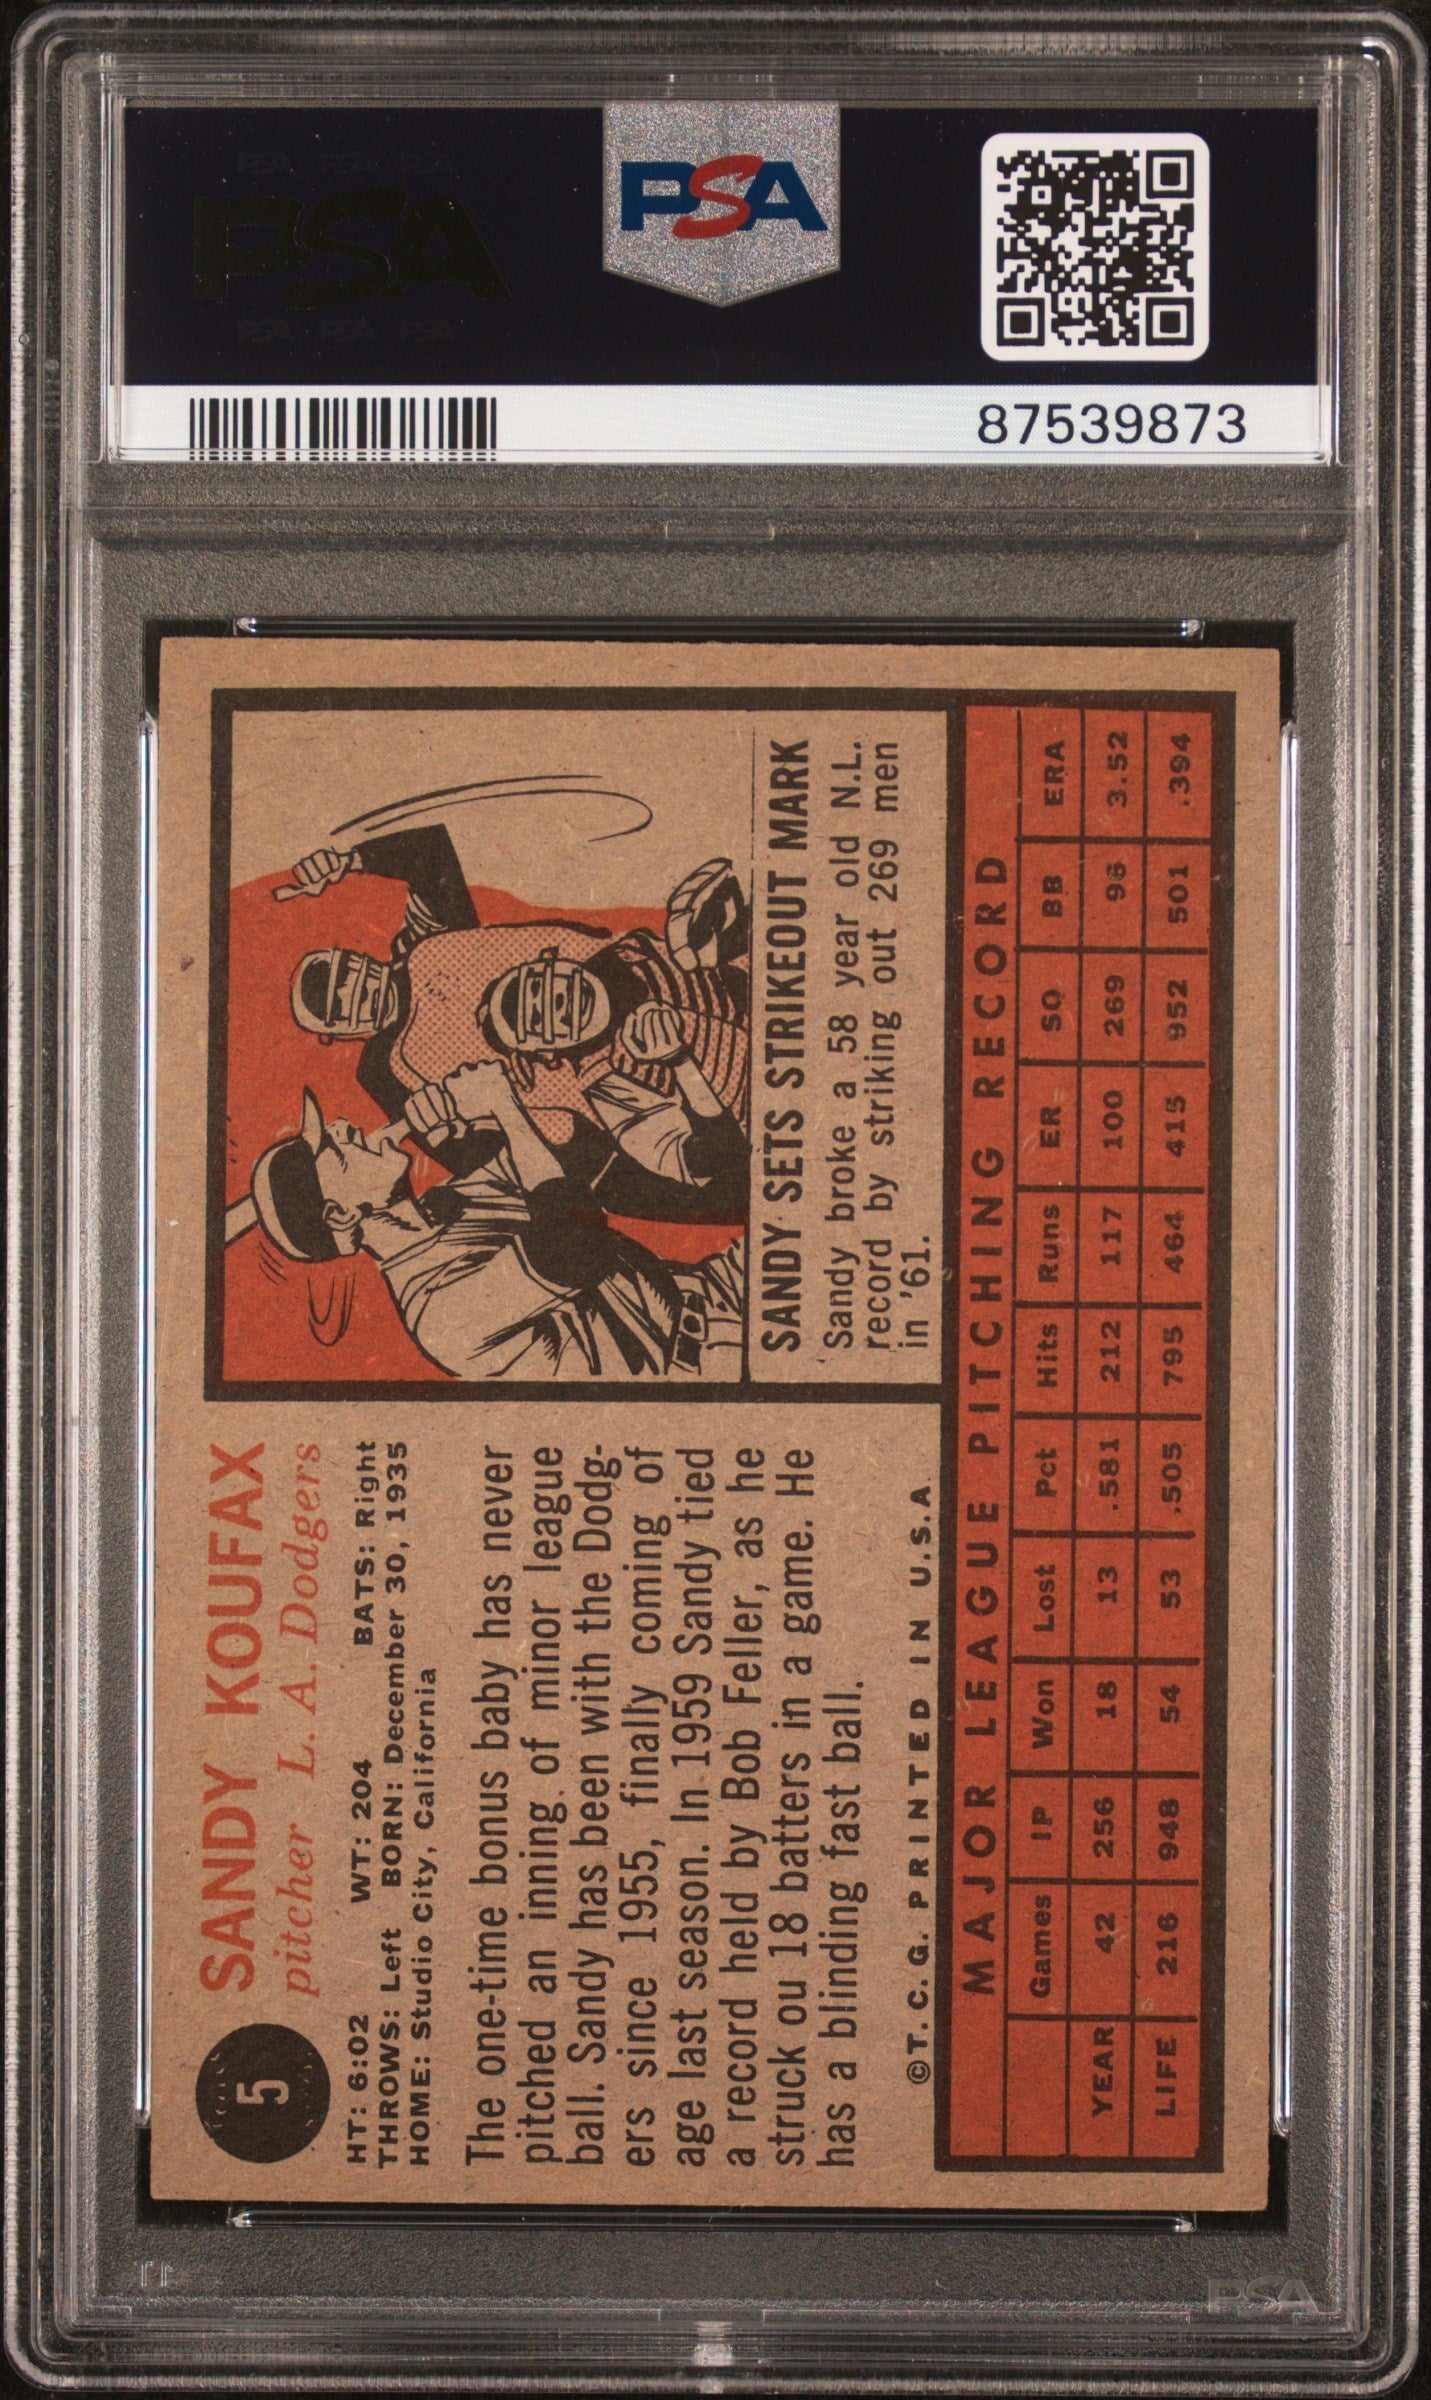 PSA PSA PSA
PSA
PSA PSA PSA
PSA
87539873
5
SANDY KOUFAX
pitcher L. A. Dodgers
HT: 6:02 WT: 204 BATS: Right
THROWS: Left BORN: December 30, 1935
HOME: Studio City, California
The one-time bonus baby has never
pitched an inning of minor league
ball. Sandy has been with the Dodg-
ers since 1955, finally coming of
age last season. In 1959 Sandy tied
a record held by Bob Feller, as he
struck ou 18 batters in a game. He
has a blinding fast ball.
©T. C. G. PRINTED IN U.S.A.
SANDY SETS STRIKEOUT MARK
Sandy broke a 58 year old N.L.
record by striking out 269 men
in '61.
MAJOR LEAGUE PITCHING RECORD
Games IP Won Lost Pct Hits Runs ER SO BB ERA
YEAR 42 256 18 13 .581 212 117 100 269 96 3.52
LIFE 216 948 54 53 .505 795 464 415 952 501 .394
PSA